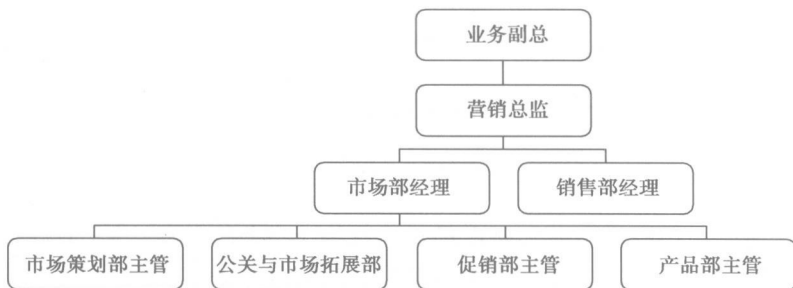 业务副总
营销总监
市场部经理
销售部经理
市场策划部主管
公关与市场拓展部
促销部主管
产品部主管